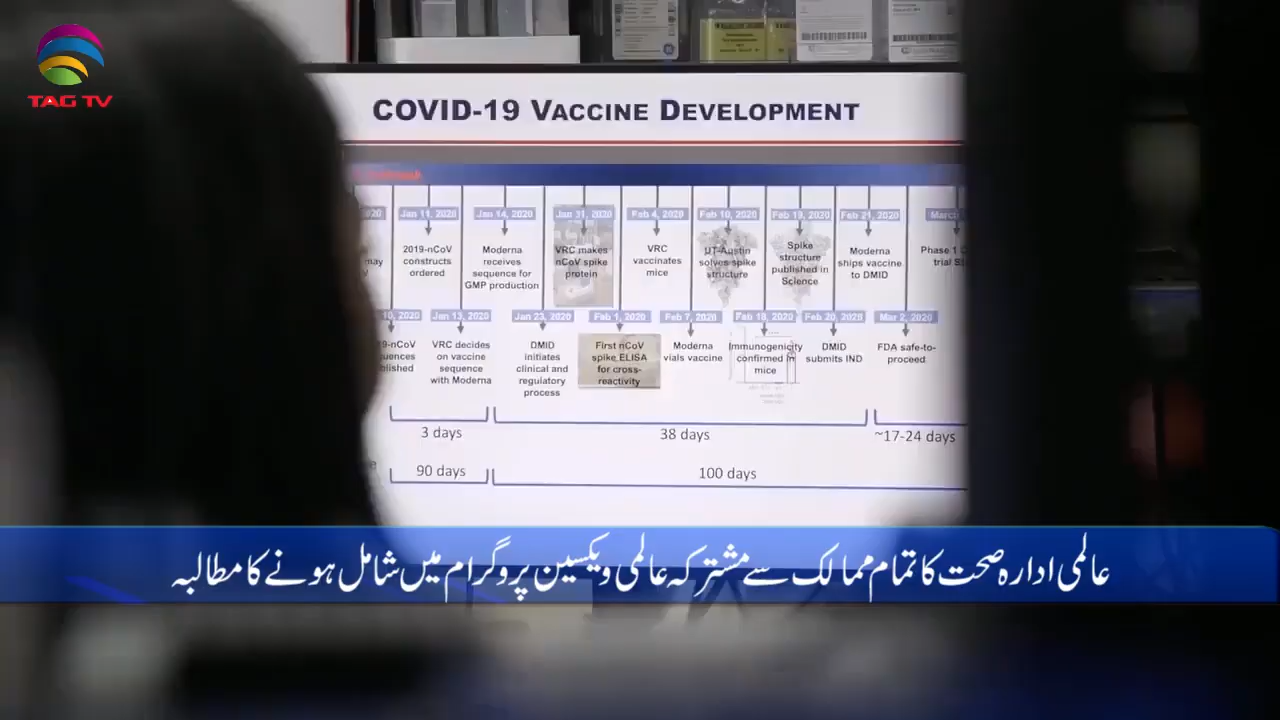 TAG TV
COVID-19 VACCINE DEVELOPMENT
Jan 11, 2020
Jan 14, 2020
Jan 31, 2020
Feb 4, 2020
Feb 10, 2020
Feb 19, 2020
Feb 21, 2020
2019-nCoV
constructs
ordered
Moderna
receives
sequence for
GMP production
VRC makes
nCoV spike
protein
VRC
vaccinates
mice
UT-Austin
solves spike
structure
Spike
structure
published in
Science
Moderna
ships vaccine
to DMID
Phase 1
trial
Jan 13, 2020
Jan 23, 2020
Feb 1, 2020
Feb 7, 2020
Feb 18, 2020
Feb 20, 2020
Mar 2, 2020
VRC decides
on vaccine
sequence
with Moderna
DMID
initiates
clinical and
regulatory
process
First nCoV
spike ELISA
for cross-
reactivity
Moderna
vials vaccine
Immunogenicity
confirmed in
mice
DMID
submits IND
FDA safe-to-
proceed
3 days
38 days
~17-24 days
90 days
100 days
عالمی ادارہ صحت کا تمام ممالک سے مشترکہ عالمی ویکسین پروگرام میں شامل ہونے کا مطالبہ